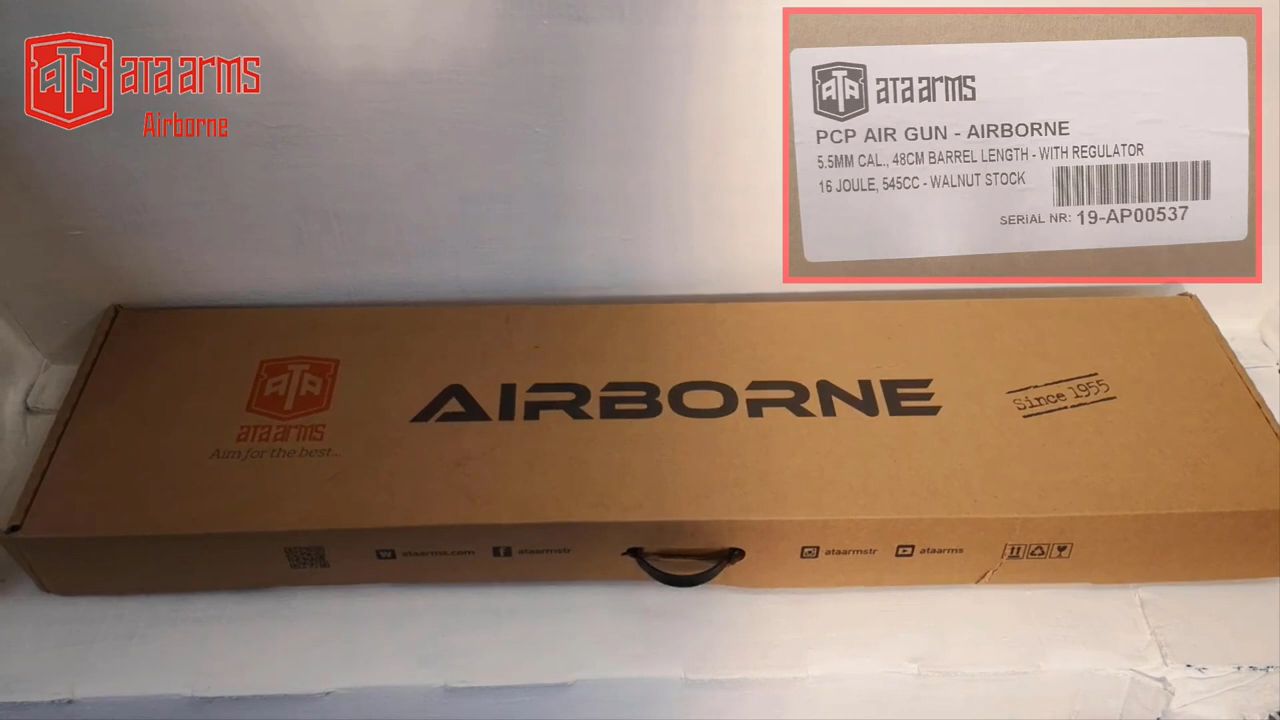 ATA
ata arms
Airborne
ATA
ata arms
PCP AIR GUN - AIRBORNE
5.5MM CAL., 48CM BARREL LENGTH - WITH REGULATOR
16 JOULE, 545CC - WALNUT STOCK
SERİAL NR: 19-AP00537
ATA
ata arms
Aim for the best...
AIRBORNE
Since 1955
ataarms.com
ataarmstr
ataarmstr
ataarms